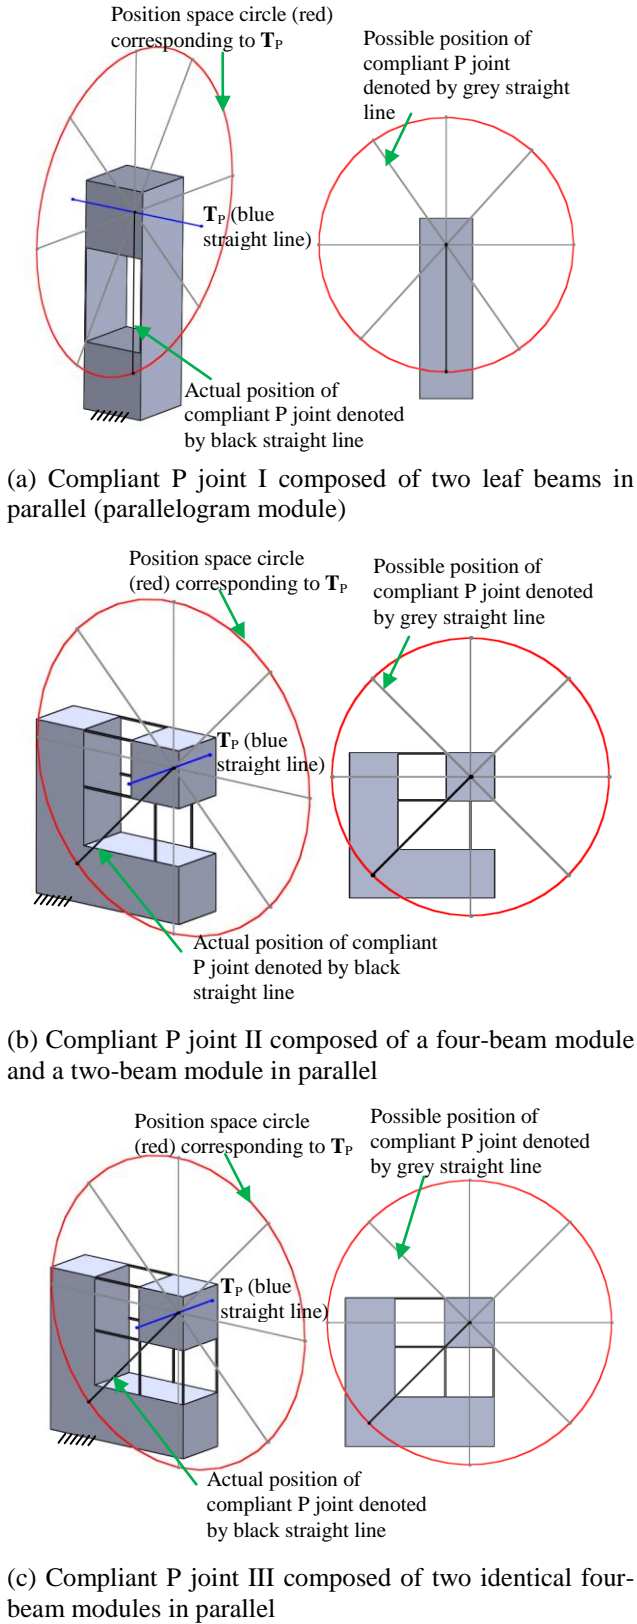 Position space circle (red)
corresponding to TP
Possible position of
compliant P joint
denoted by grey straight
line
TP (blue
straight line)
Actual position of
compliant P joint denoted
by black straight line
(a) Compliant P joint I composed of two leaf beams in
parallel (parallelogram module)
Position space circle
(red) corresponding to TP
Possible position of
compliant P joint denoted
by grey straight line
TP (blue
straight line)
Actual position of compliant
P joint denoted by black
straight line
(b) Compliant P joint II composed of a four-beam module
and a two-beam module in parallel
Position space circle
(red) corresponding to TP
Possible position of
compliant P joint denoted
by grey straight line
TP (blue
straight line)
Actual position of
compliant P joint denoted
by black straight line
(c) Compliant P joint III composed of two identical four-
beam modules in parallel